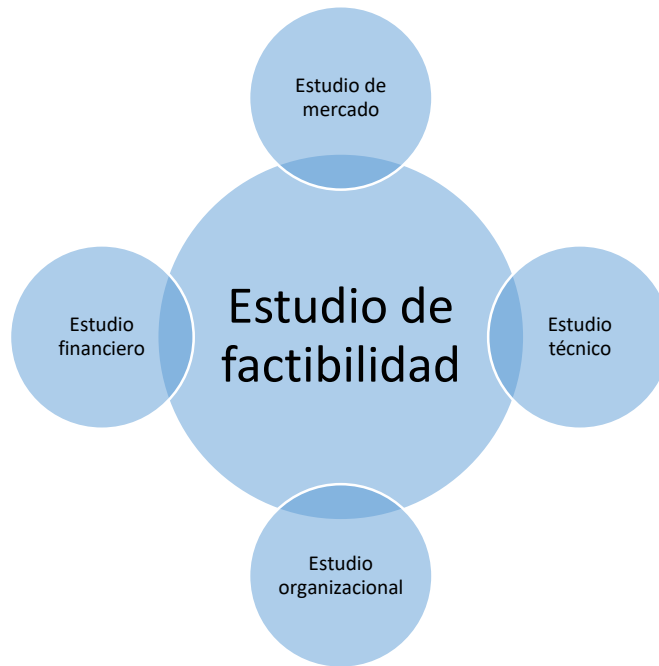 Estudio de
mercado
Estudio
financiero
Estudio de
factibilidad
Estudio
técnico
Estudio
organizacional